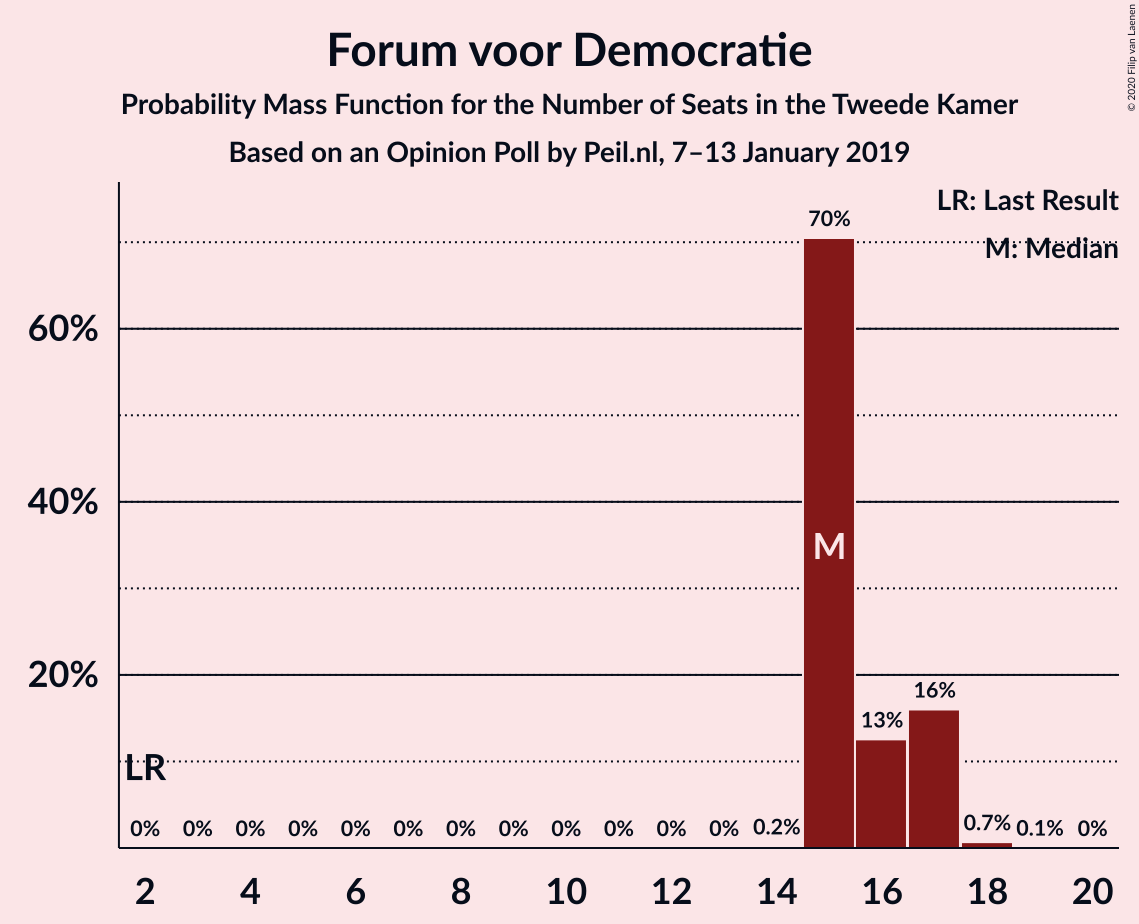 Forum voor Democratie
Probability Mass Function for the Number of Seats in the Tweede Kamer
Based on an Opinion Poll by Peil.nl, 7–13 January 2019
© 2020 Filip van Laenen
LR: Last Result
M: Median
70%
60%
40%
M
20%
16%
13%
LR
0% 0% 0% 0% 0% 0% 0% 0% 0% 0% 0% 0% 0.2% 0.7% 0.1% 0%
2 4 6 8 10 12 14 16 18 20